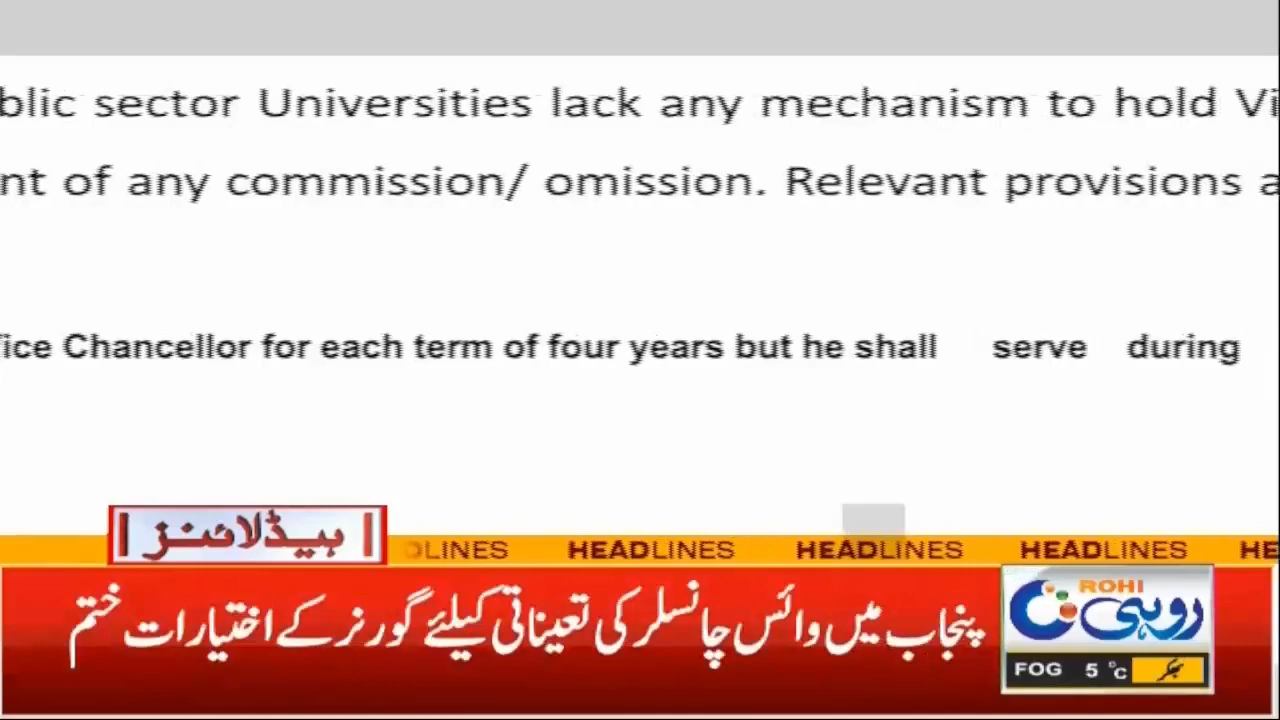 blic sector Universities lack any mechanism to hold Vi
nt of any commission/ omission. Relevant provisions a
ice Chancellor for each term of four years but he shall serve during
ہیڈلائنز
DLINES HEADLINES HEADLINES HEADLINES HE
پنجاب میں وائس چانسلر کی تعیناتی کیلئے گورنر کے اختیارات ختم
ROHI
روہی
FOG 5 °C بھکر